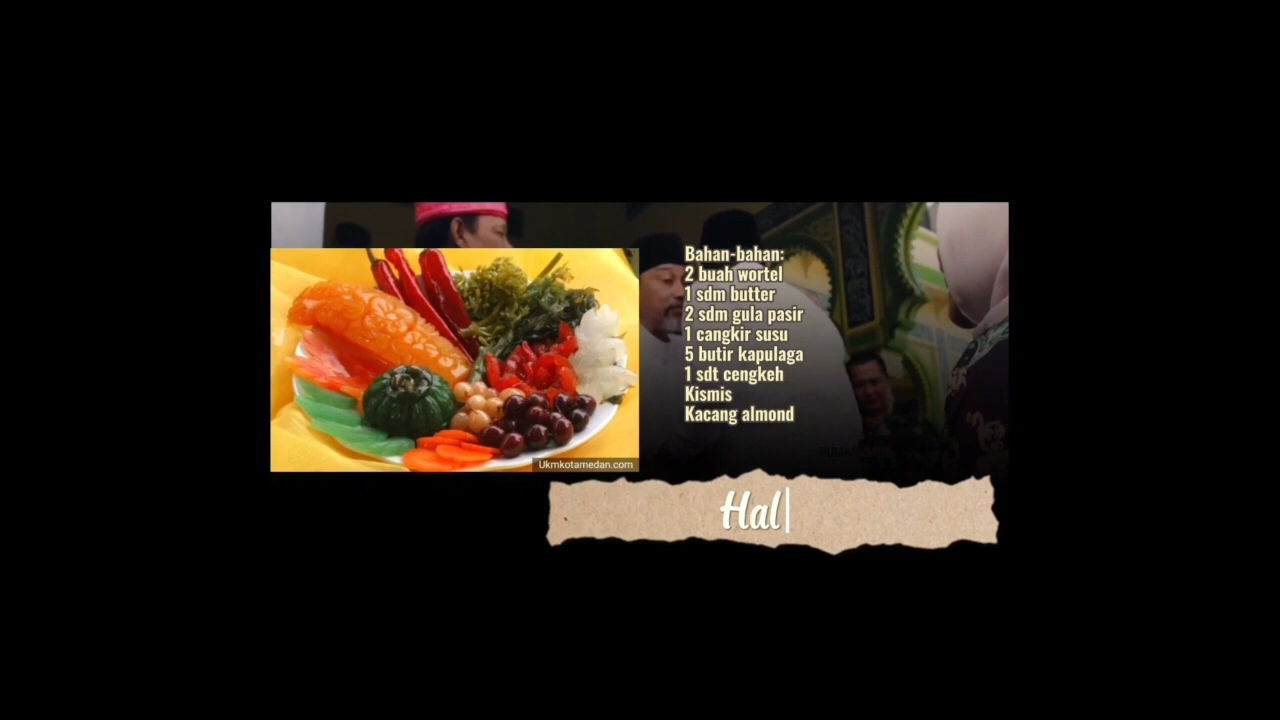 Bahan-bahan:
2 buah wortel
1 sdm butter
2 sdm gula pasir
1 cangkir susu
5 butir kapulaga
1 sdt cengkeh
Kismis
Kacang almond
Ukmkotamedan.com
Hal